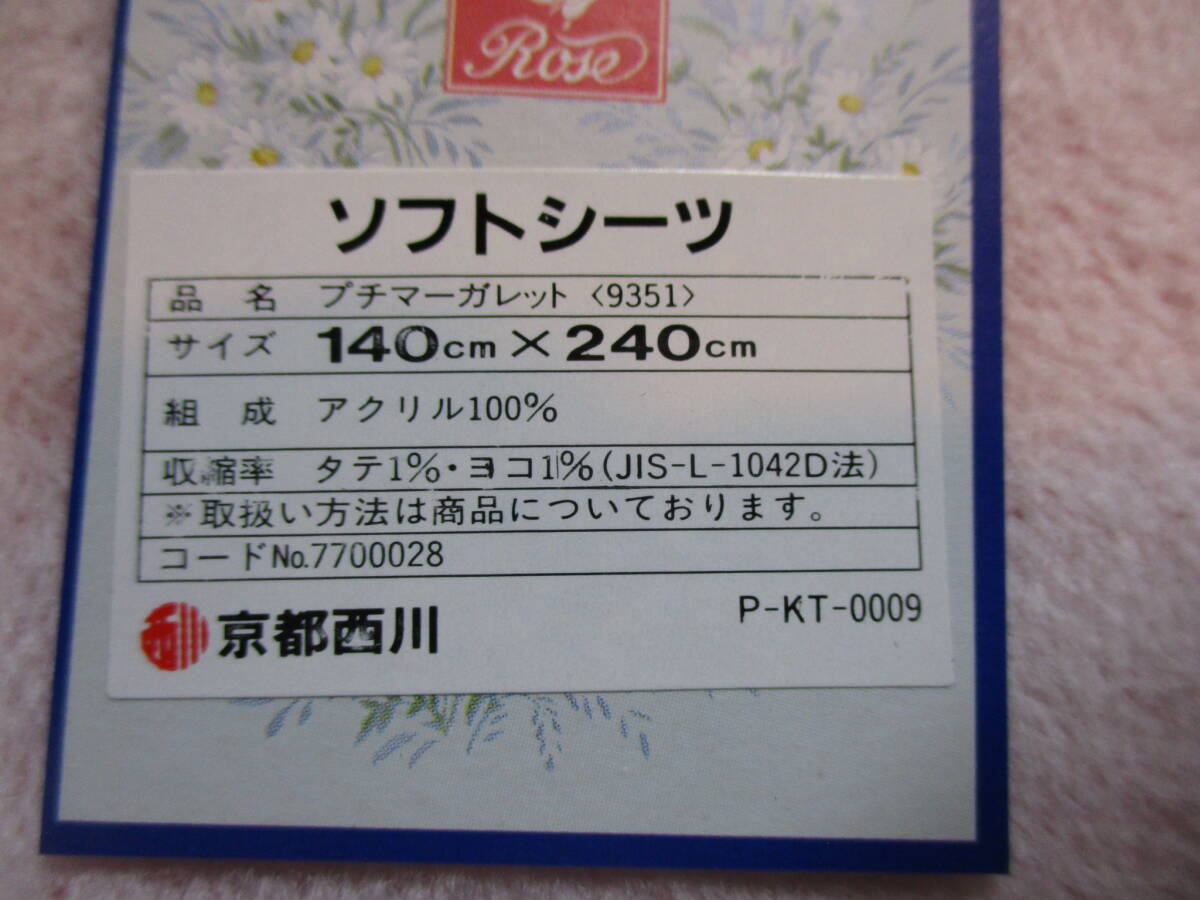 Rose
ソフトシーツ
品名 プチマーガレット〈9351〉
サイズ 140cm×240cm
組成 アクリル100%
収縮率 タテ1%・ヨコ1%(JIS-L-1042D法)
※取扱い方法は商品についております。
コードNo.7700028
京都西川
P-KT-0009